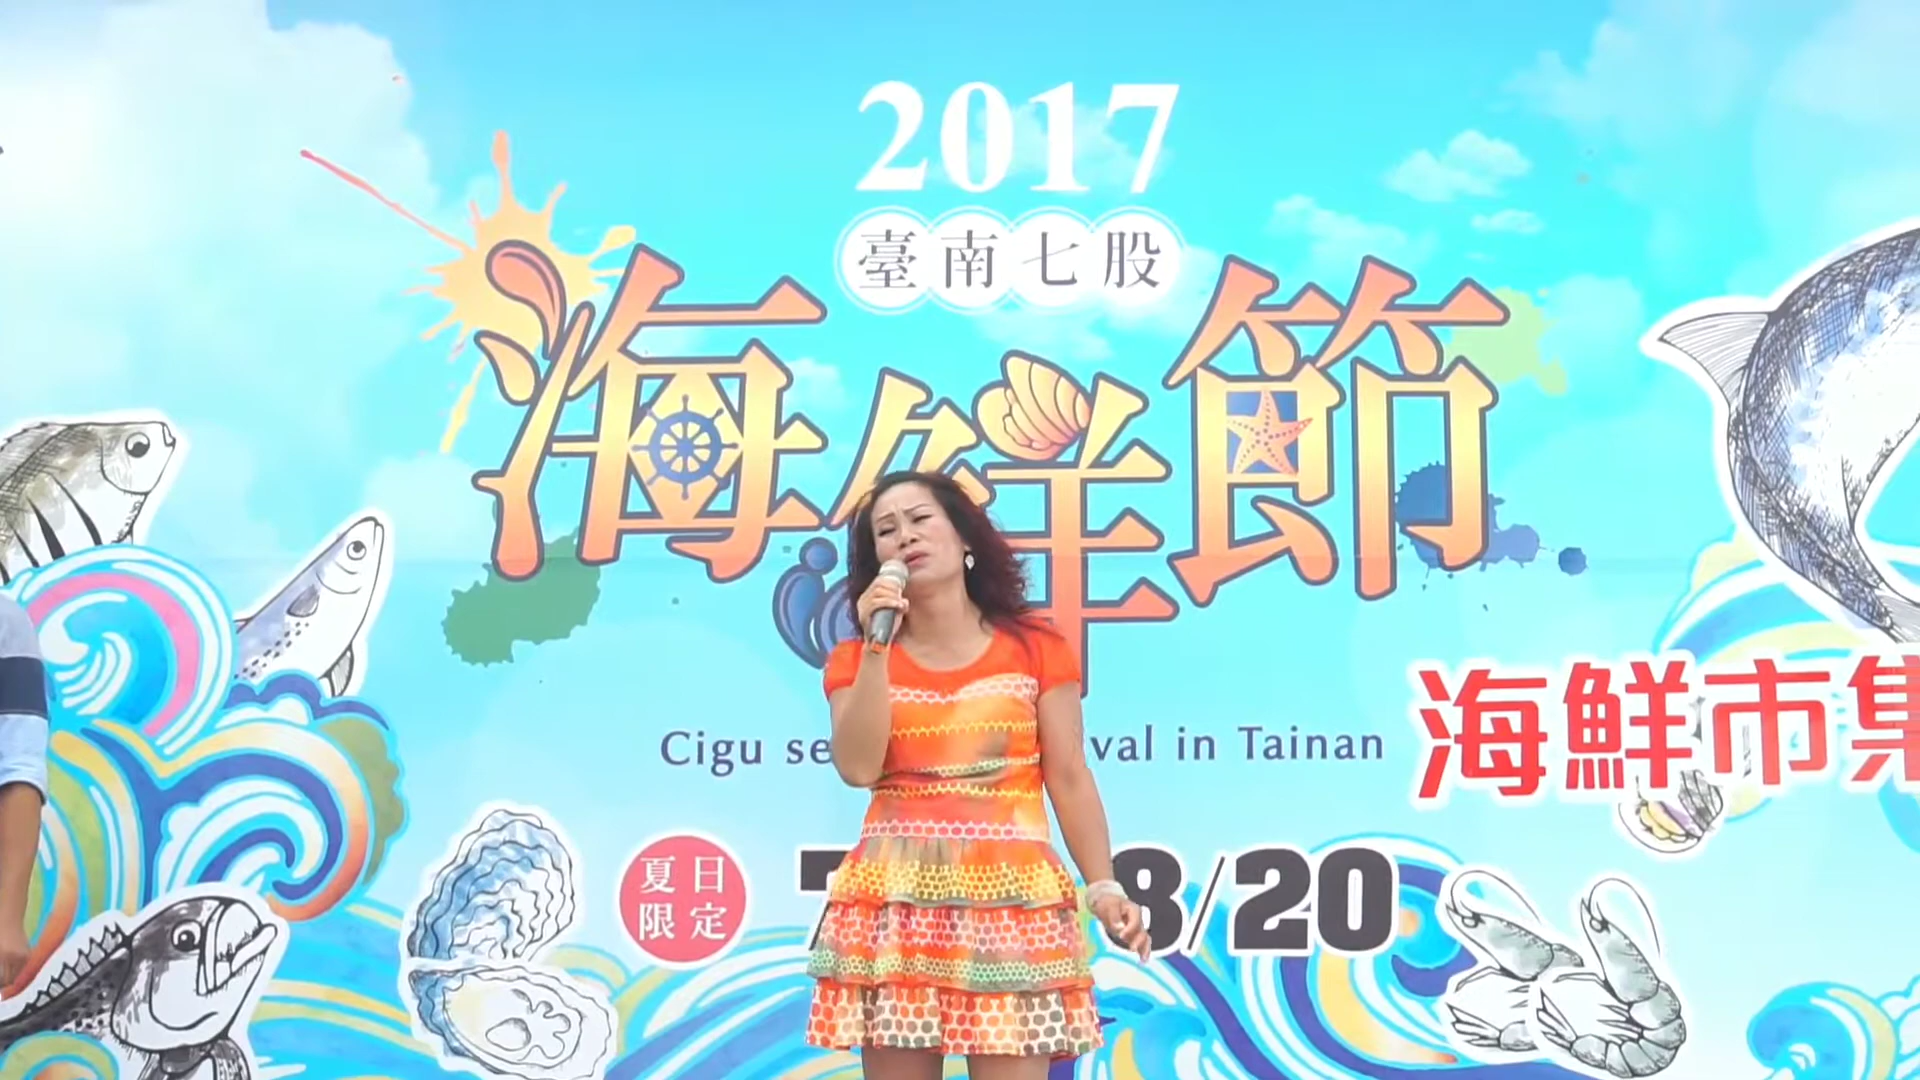 2017
臺南七股
海鮮節
Cigu se val in Tainan
海鮮市集
夏日
限定
8/20